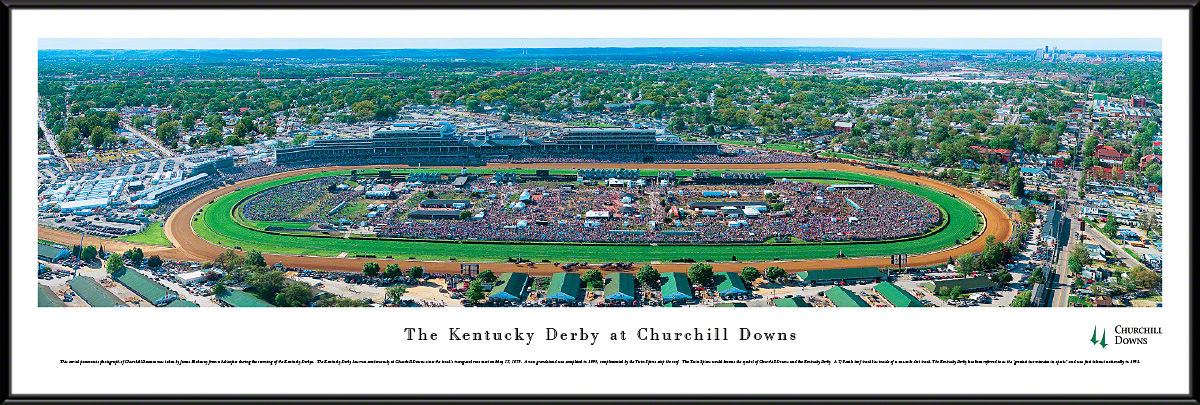 The Kentucky Derby at Churchill Downs
CHURCHILL
DOWNS
This aerial panoramic photograph of Churchill Downs was taken by James Blakeway from a helicopter during the running of the Kentucky Derby. The Kentucky Derby has run continuously at Churchill Downs since the track's inaugural race meet on May 17, 1875. A new grandstand was completed in 1895, complemented by the Twin Spires atop the roof. The Twin Spires would become the symbol of Churchill Downs and the Kentucky Derby. A 7/8 mile turf track lies inside of a one mile dirt track. The Kentucky Derby has been referred to as the "greatest two minutes in sports" and was first telecast nationally in 1952.